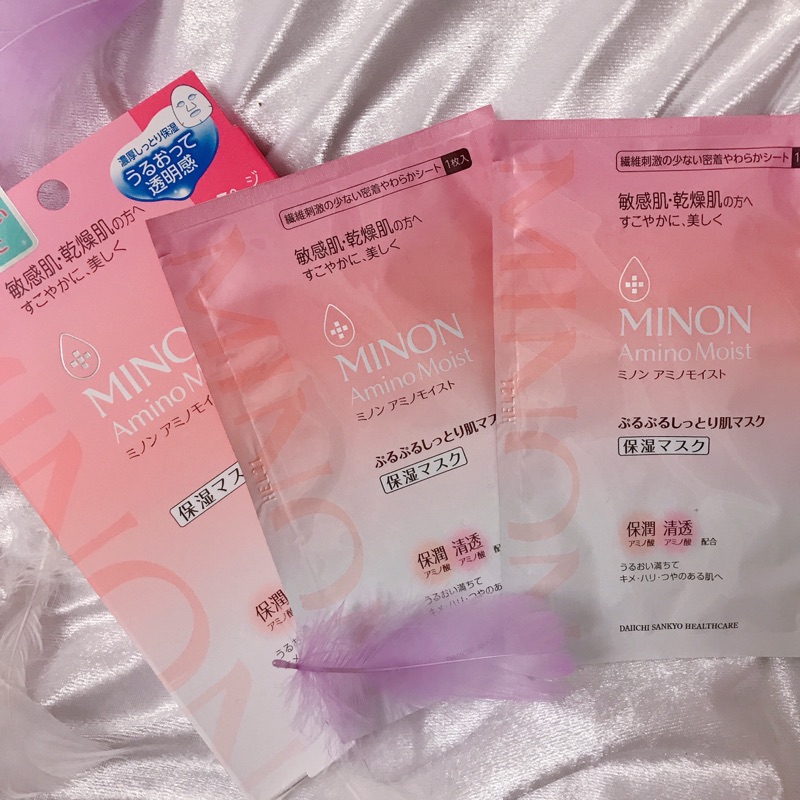 濃厚しっとり保湿
うるおって
透明感
敏感肌・乾燥肌の方へ
すこやかに、美しく
MINON
Amino Mo
ミノン アミノモイスト
保湿マス
保潤
アミノ酸
うるお
MINON
繊維刺激の少ない密着やわらかシート 1枚入
敏感肌・乾燥肌の方へ
すこやかに、美しく
MINON
Amino Moist
ミノン アミノモイスト
ぷるぷるしっとり肌マス
保湿マスク
保潤 清透
アミノ酸 アミノ酸 配合
うるおい満ちて
キメ・ハリ・つやのあ
MINON
繊維刺激の少ない密着やわらかシート 1
敏感肌・乾燥肌の方へ
すこやかに、美しく
MINON
Amino Moist
ミノン アミノモイスト
ぷるぷるしっとり肌マスク
保湿マスク
保潤 清透
アミノ酸 アミノ酸 配合
うるおい満ちて
キメ・ハリ・つやのある肌へ
DAIICHI SANKYO HEALTHCARE
MINON